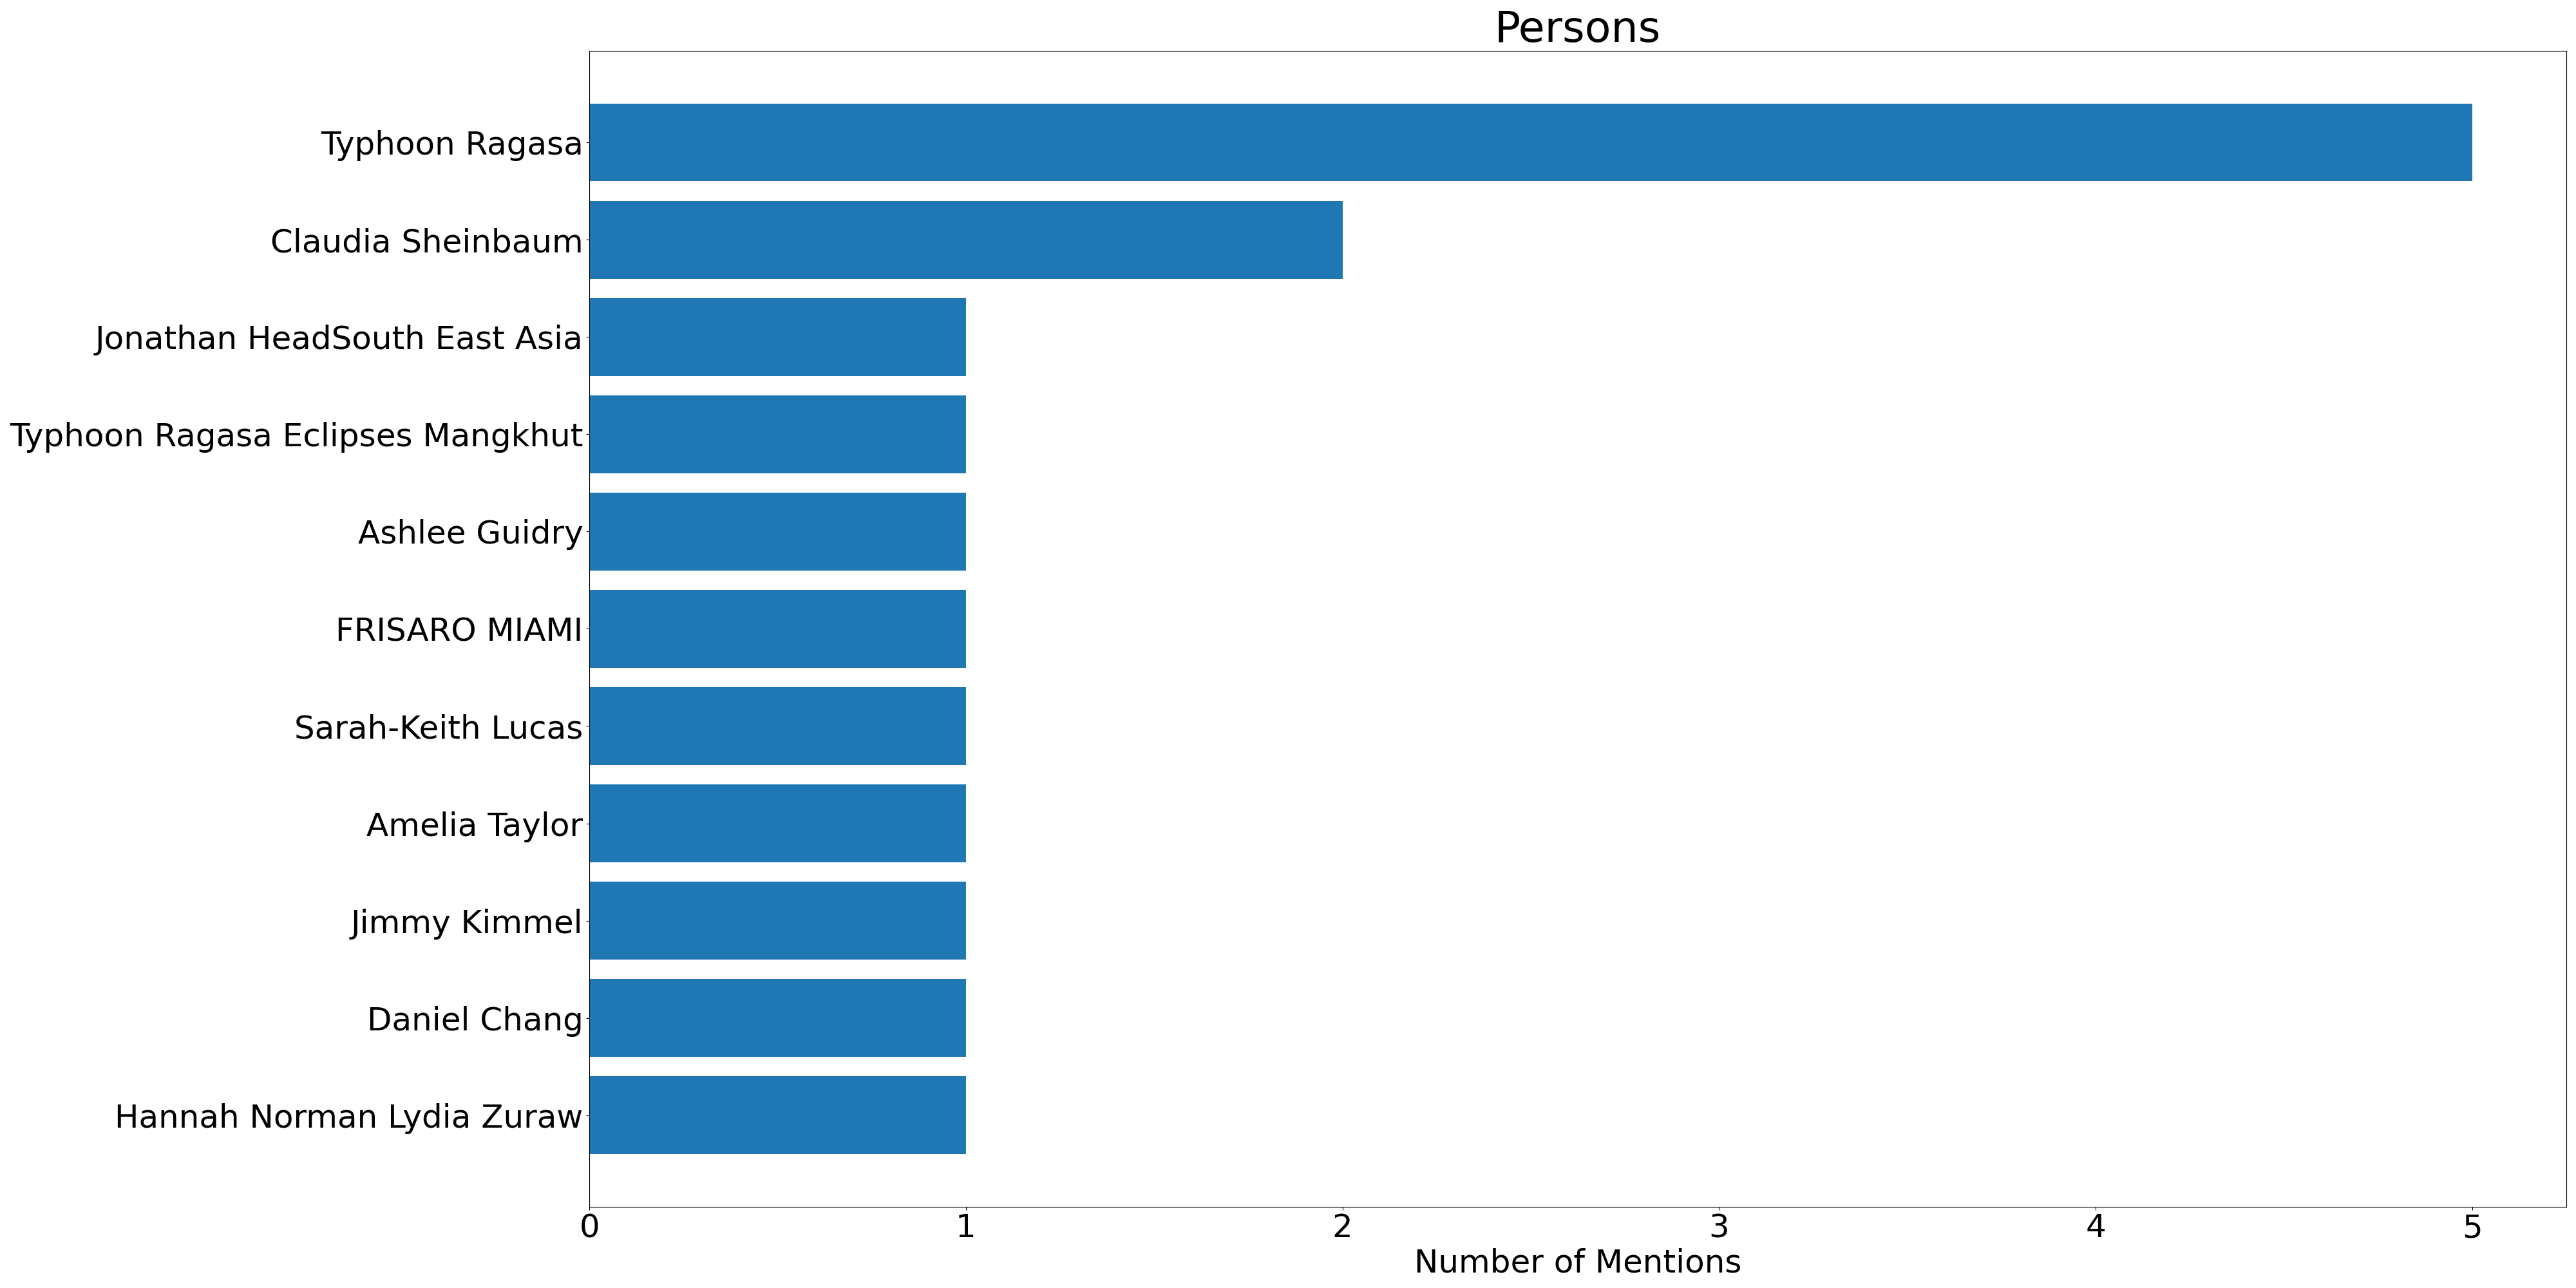 Persons
Typhoon Ragasa
Claudia Sheinbaum
Jonathan HeadSouth East Asia
Typhoon Ragasa Eclipses Mangkhut
Ashlee Guidry
FRISARO MIAMI
Sarah-Keith Lucas
Amelia Taylor
Jimmy Kimmel
Daniel Chang
Hannah Norman Lydia Zuraw
0 1 2 3 4 5
Number of Mentions